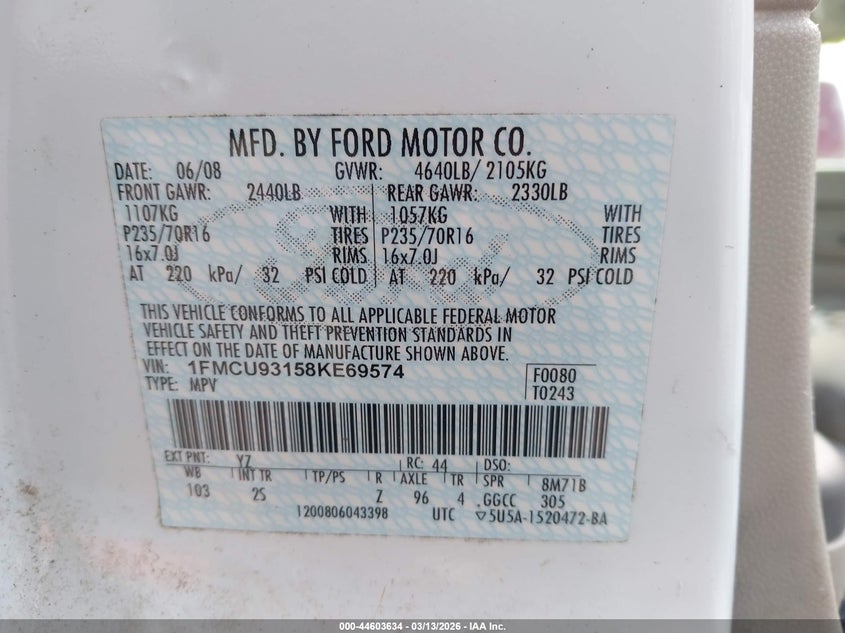 MFD. BY FORD MOTOR CO.
DATE: 06/08 GVWR: 4640LB/ 2105KG
FRONT GAWR: 2440LB REAR GAWR: 2330LB
1107KG WITH 1057KG WITH
P235/70R16 TIRES P235/70R16 TIRES
16x7.0J RIMS 16x7.0J RIMS
AT 220 kPa/ 32 PSI COLD AT 220 kPa/ 32 PSI COLD
THIS VEHICLE CONFORMS TO ALL APPLICABLE FEDERAL MOTOR
VEHICLE SAFETY AND THEFT PREVENTION STANDARDS IN
EFFECT ON THE DATE OF MANUFACTURE SHOWN ABOVE.
VIN: 1FMCU93158KE69574 F0080
TYPE: MPV T0243
EXT PNT: YZ RC: 44 DSO:
WB INT TR TP/PS R AXLE TR SPR 8M71B
103 2S Z 96 4 .GGCC 305
1200806043398 UTC ▽5U5A-1520472-BA
000-44603634 / 03/13/2026 - IAA Inc.